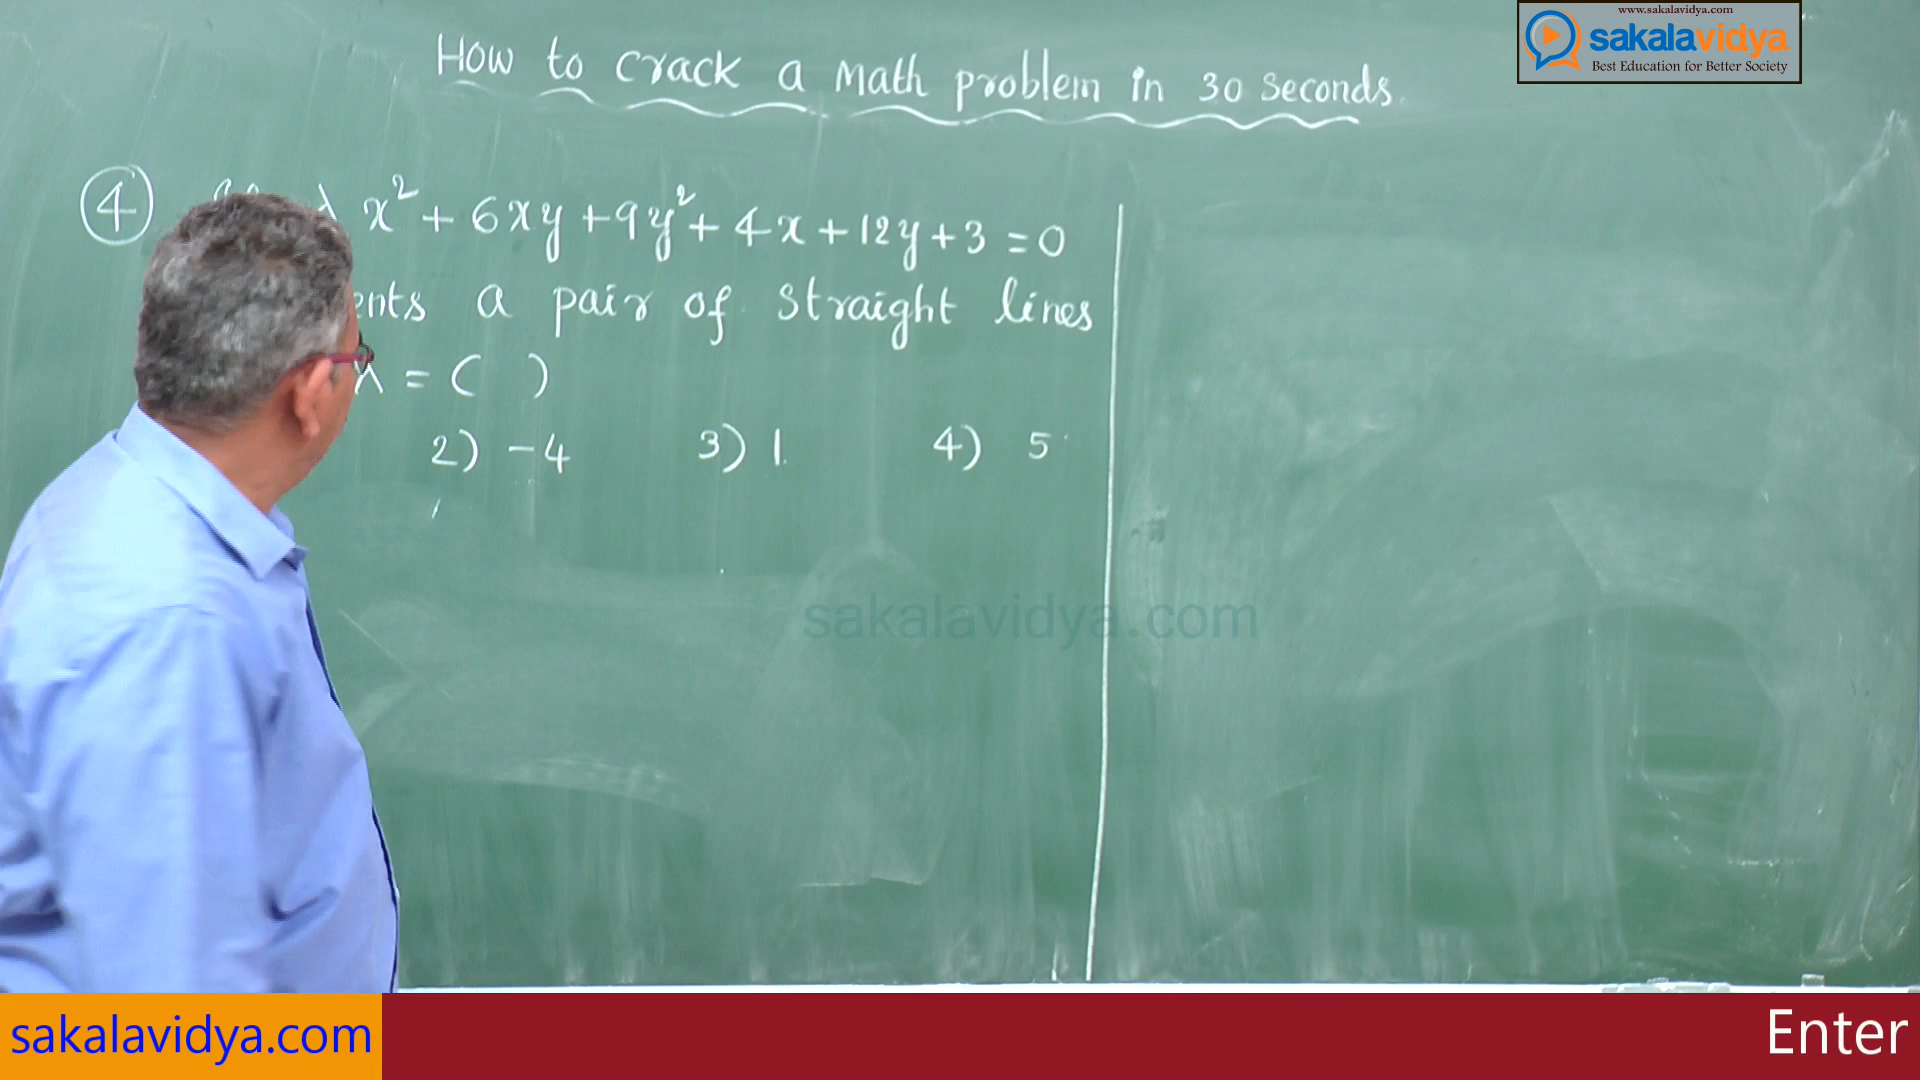 www.sakalavidya.com
sakalavidya
Best Education for Better Society
How to crack a Math problem in 30 seconds.
4 λx² + 6xy + 9y² + 4x + 12y + 3 = 0
ents a pair of straight lines
λ = ( )
2) -4 3) 1. 4) 5
sakalavidya.com
sakalavidya.com
Enter